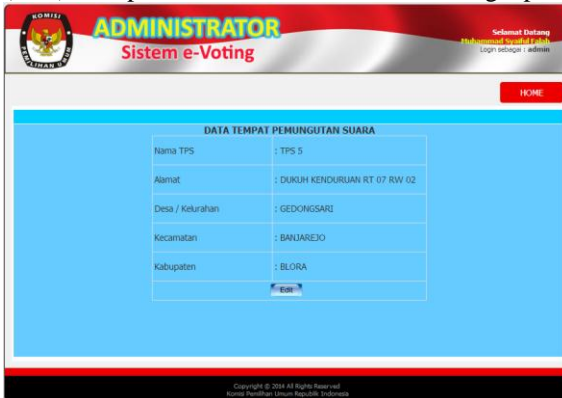 KOMISI
PEMILIHAN UMUM
ADMINISTRATOR
Sistem e-Voting
Selamat Datang
Muhammad Syaiful Falah
Login sebagai : admin
HOME
DATA TEMPAT PEMUNGUTAN SUARA
Nama TPS : TPS 5
Alamat : DUKUH KENDURUAN RT 07 RW 02
Desa / Kelurahan : GEDONGSARI
Kecamatan : BANJAREJO
Kabupaten : BLORA
Edit
Copyright © 2014 All Rights Reserved
Komisi Pemilihan Umum Republik Indonesia